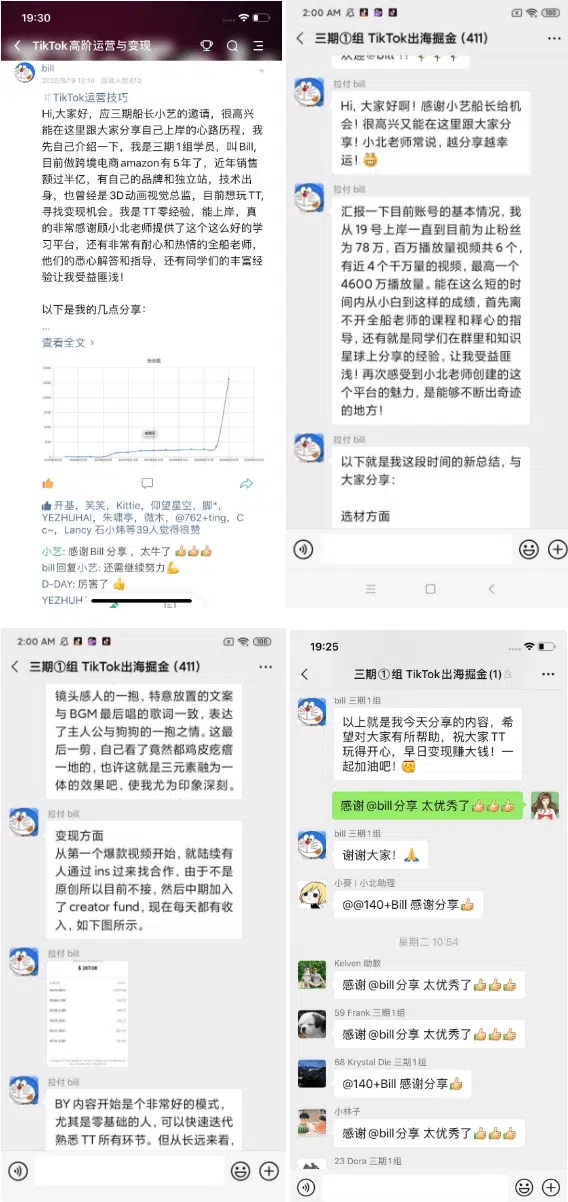 19:30
TikTok高阶运营与变现
bill
2020/8/19 13:14 阅读人数610
#TikTok运营技巧
Hi,大家好，应三期船长小艺的邀请，很高兴
能在这里跟大家分享自己上岸的心路历程，我
先自己介绍一下，我是三期1组学员，叫Bill,
目前做跨境电商amazon有5年了，近年销售
额过半亿，有自己的品牌和独立站，技术出
身，也曾经是3D动画视觉总监，目前想玩TT,
寻找变现机会。我是TT零经验，能上岸，真
的非常感谢顾小北老师提供了这个这么好的学
习平台，还有非常有耐心和热情的全船老师，
他们的悉心解答和指导，还有同学们的丰富经
验让我受益匪浅！
以下是我的几点分享：
...
查看全文 ›
开基，笑笑，Kittie，仰望星空，脚*，
YEZHUHAI，朱啸亭，微木，@762+ting，C
c~，Lancy 石小炜等39人觉得很赞
小艺: 感谢Bill 分享 ，太牛了 👍👍👍
bill回复小艺: 还需继续努力💪
D-DAY: 厉害了 👍
YEZHUH
2:00 AM
100
三期①组 TikTok出海掘金 (411)
拉付 bill
Hi, 大家好啊！感谢小艺船长给机
会！很高兴又能在这里跟大家分
享！小北老师常说，越分享越幸
运！😁
拉付 bill
汇报一下目前账号的基本情况，我
从19号上岸一直到目前为止粉丝
为78万，百万播放量视频共6个，
有近4个千万量的视频，最高一个
4600万播放量。能在这么短的时
间内从小白到这样的成绩，首先离
不开全船老师的课程和释心的指
导，还有就是同学们在群里和知识
星球上分享的经验，让我受益匪
浅！再次感受到小北老师创建的这
个平台的魅力，是能够不断出奇迹
的地方！
拉付 bill
以下就是我这段时间的新总结，与
大家分享：
选材方面
2:00 AM
100
三期①组 TikTok出海掘金 (411)
镜头感人的一抱，特意放置的文案
与BGM最后唱的歌词一致，表达
了主人公与狗狗的一抱之情。这最
后一剪，自己看了竟然都鸡皮疙瘩
一地的，也许这就是三元素融为一
体的效果吧，使我尤为印象深刻。
拉付 bill
变现方面
从第一个爆款视频开始，就陆续有
人通过ins过来找合作，由于不是
原创所以目前不接，然后中期加入
了creator fund，现在每天都有收
入，如下图所示。
拉付 bill
拉付 bill
BY内容开始是个非常好的模式，
尤其是零基础的人，可以快速迭代
熟悉TT所有环节。但从长远来看，
19:25
三期①组 TikTok出海掘金(1)
bill 三期1组
以上就是我今天分享的内容，希
望对大家有所帮助，祝大家TT
玩得开心，早日变现赚大钱！一
起加油吧！
感谢@bill分享 太优秀了👍👍👍
bill 三期1组
谢谢大家！🙏
小葵 | 小北助理
@@140+Bill 感谢分享👍
星期二 10:54
Kelven 助教
感谢@bill分享 太优秀了👍👍👍
59 Frank 三期1组
感谢@bill分享 太优秀了👍👍👍
68 Krystal Die 三期1组
@140+Bill 感谢分享👍
小林子
感谢@bill分享 太优秀了👍👍👍
23 Dora 三期1组